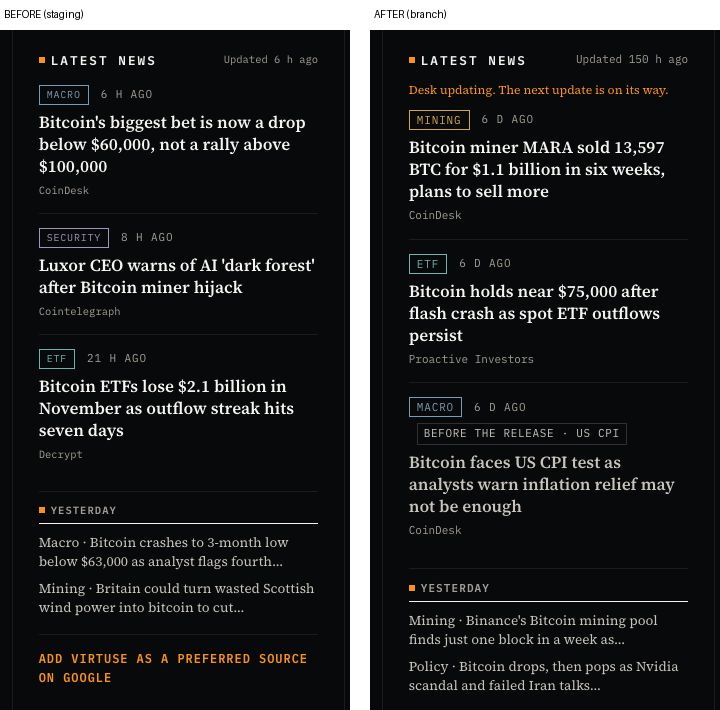 BEFORE (staging)
LATEST NEWS
Updated 6 h ago
MACRO
6 H AGO
Bitcoin's biggest bet is now a drop
below $60,000, not a rally above
$100,000
CoinDesk
SECURITY
8 H AGO
Luxor CEO warns of AI 'dark forest'
after Bitcoin miner hijack
Cointelegraph
ETF
21 H AGO
Bitcoin ETFs lose $2.1 billion in
November as outflow streak hits
seven days
Decrypt
YESTERDAY
Macro · Bitcoin crashes to 3-month low
below $63,000 as analyst flags fourth...
Mining · Britain could turn wasted Scottish
wind power into bitcoin to cut...
ADD VIRTUSE AS A PREFERRED SOURCE
ON GOOGLE
AFTER (branch)
LATEST NEWS
Updated 150 h ago
Desk updating. The next update is on its way.
MINING
6 D AGO
Bitcoin miner MARA sold 13,597
BTC for $1.1 billion in six weeks,
plans to sell more
CoinDesk
ETF
6 D AGO
Bitcoin holds near $75,000 after
flash crash as spot ETF outflows
persist
Proactive Investors
MACRO
6 D AGO
BEFORE THE RELEASE · US CPI
Bitcoin faces US CPI test as
analysts warn inflation relief may
not be enough
CoinDesk
YESTERDAY
Mining · Binance's Bitcoin mining pool
finds just one block in a week as...
Policy · Bitcoin drops, then pops as Nvidia
scandal and failed Iran talks...